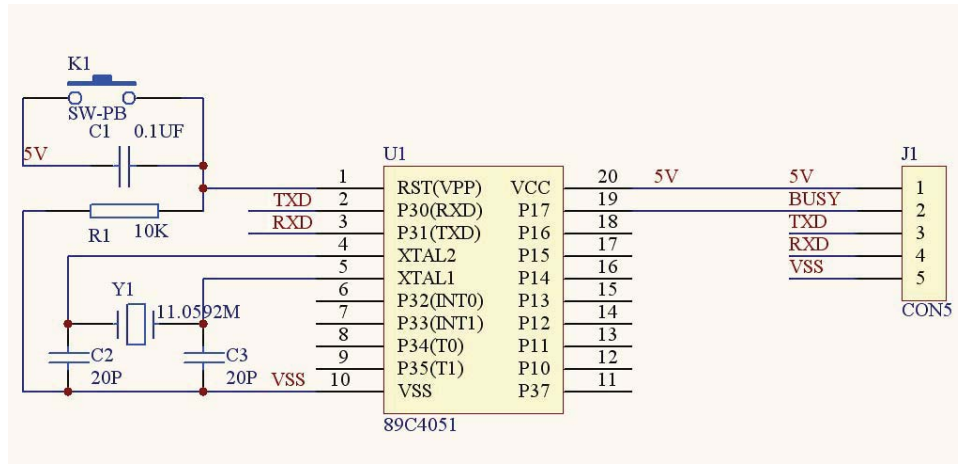 K1
SW-PB
C1 0.1UF
5V
R1 10K
Y1
11.0592M
C2
20P
C3
20P
VSS
TXD
RXD
U1
1 RST(VPP) VCC 20 5V
2 P30(RXD) P17 19
3 P31(TXD) P16 18
4 XTAL2 P15 17
5 XTAL1 P14 16
6 P32(INT0) P13 15
7 P33(INT1) P12 14
8 P34(T0) P11 13
9 P35(T1) P10 12
10 VSS P37 11
89C4051
J1
5V 1
BUSY 2
TXD 3
RXD 4
VSS 5
CON5